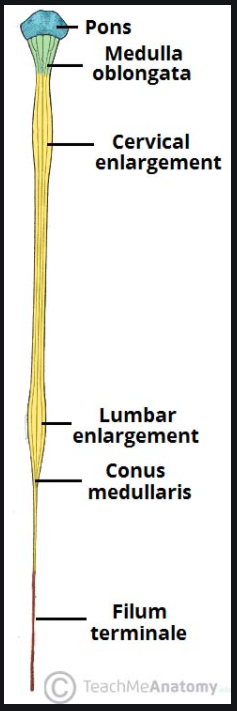 Pons
Medulla
oblongata
Cervical
enlargement
Lumbar
enlargement
Conus
medullaris
Filum
terminale
© TeachMeAnatomy